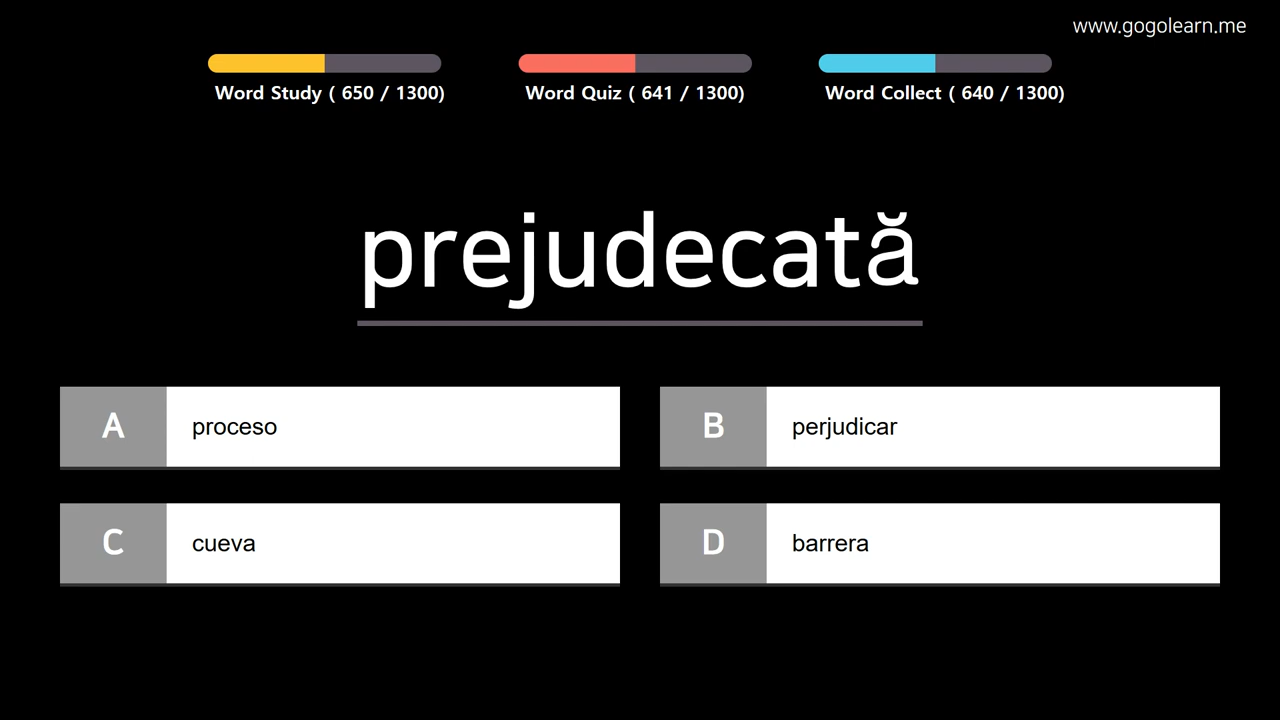 www.gogolearn.me
Word Study ( 650 / 1300) Word Quiz ( 641 / 1300) Word Collect ( 640 / 1300)
prejudecată
A proceso B perjudicar
C cueva D barrera